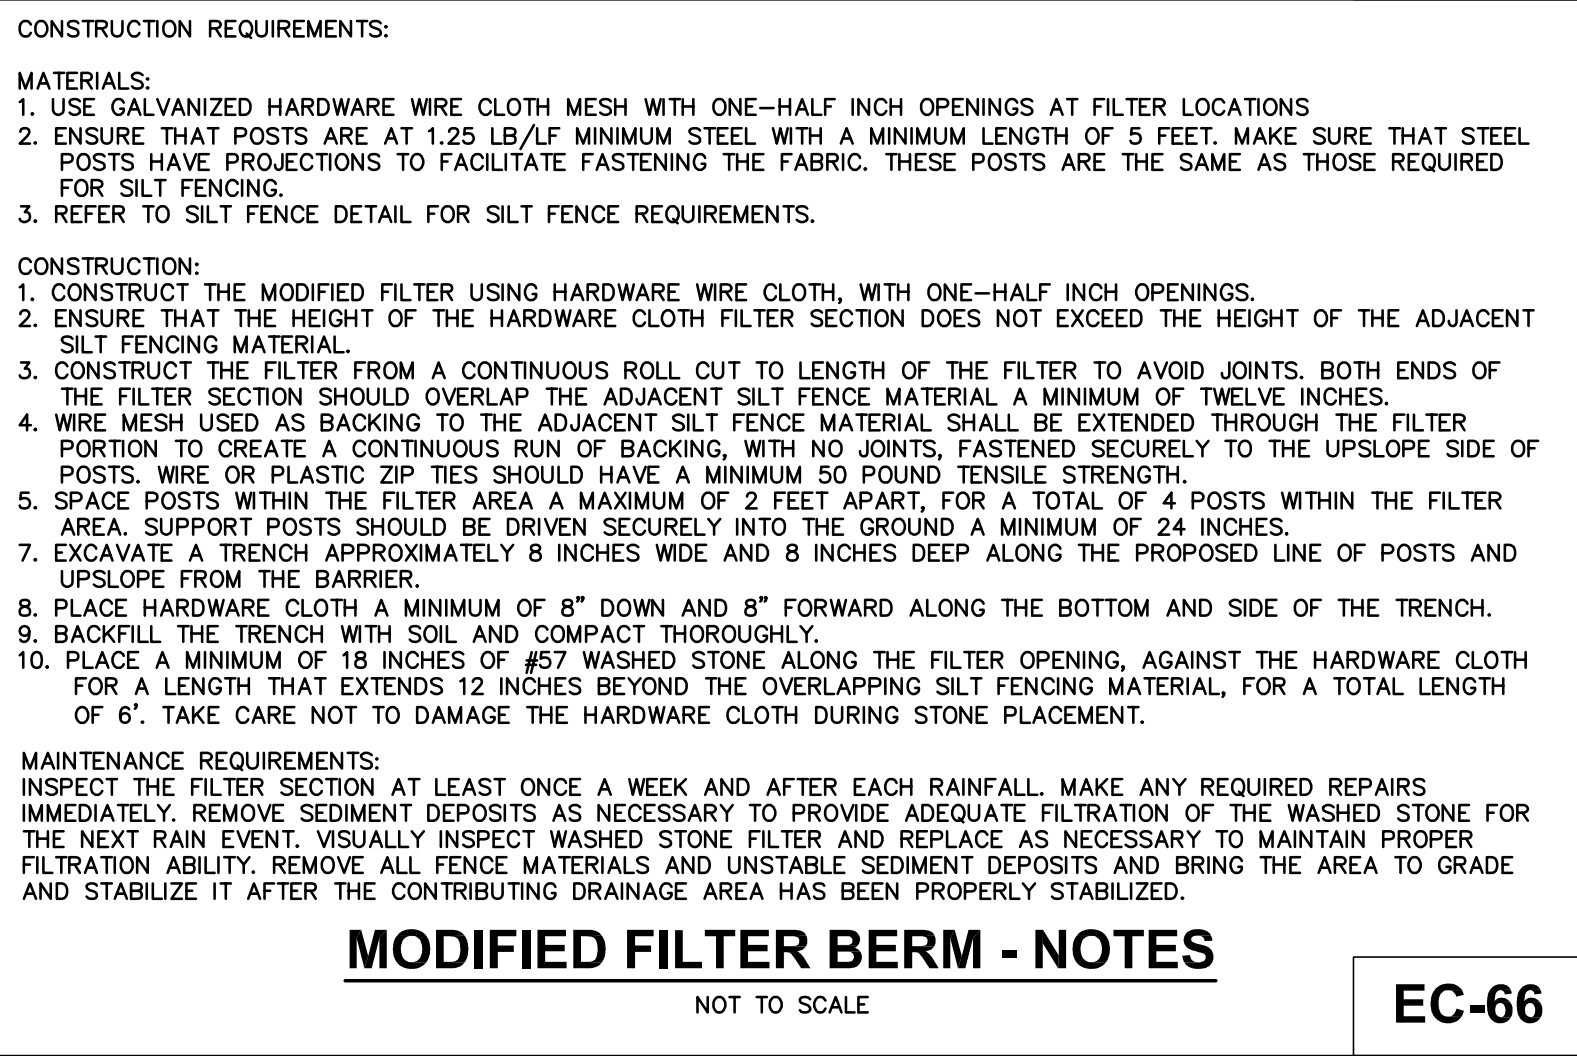 CONSTRUCTION REQUIREMENTS:
MATERIALS:
1. USE GALVANIZED HARDWARE WIRE CLOTH MESH WITH ONE-HALF INCH OPENINGS AT FILTER LOCATIONS
2. ENSURE THAT POSTS ARE AT 1.25 LB/LF MINIMUM STEEL WITH A MINIMUM LENGTH OF 5 FEET. MAKE SURE THAT STEEL
POSTS HAVE PROJECTIONS TO FACILITATE FASTENING THE FABRIC. THESE POSTS ARE THE SAME AS THOSE REQUIRED
FOR SILT FENCING.
3. REFER TO SILT FENCE DETAIL FOR SILT FENCE REQUIREMENTS.
CONSTRUCTION:
1. CONSTRUCT THE MODIFIED FILTER USING HARDWARE WIRE CLOTH, WITH ONE-HALF INCH OPENINGS.
2. ENSURE THAT THE HEIGHT OF THE HARDWARE CLOTH FILTER SECTION DOES NOT EXCEED THE HEIGHT OF THE ADJACENT
SILT FENCING MATERIAL.
3. CONSTRUCT THE FILTER FROM A CONTINUOUS ROLL CUT TO LENGTH OF THE FILTER TO AVOID JOINTS. BOTH ENDS OF
THE FILTER SECTION SHOULD OVERLAP THE ADJACENT SILT FENCE MATERIAL A MINIMUM OF TWELVE INCHES.
4. WIRE MESH USED AS BACKING TO THE ADJACENT SILT FENCE MATERIAL SHALL BE EXTENDED THROUGH THE FILTER
PORTION TO CREATE A CONTINUOUS RUN OF BACKING, WITH NO JOINTS, FASTENED SECURELY TO THE UPSLOPE SIDE OF
POSTS. WIRE OR PLASTIC ZIP TIES SHOULD HAVE A MINIMUM 50 POUND TENSILE STRENGTH.
5. SPACE POSTS WITHIN THE FILTER AREA A MAXIMUM OF 2 FEET APART, FOR A TOTAL OF 4 POSTS WITHIN THE FILTER
AREA. SUPPORT POSTS SHOULD BE DRIVEN SECURELY INTO THE GROUND A MINIMUM OF 24 INCHES.
7. EXCAVATE A TRENCH APPROXIMATELY 8 INCHES WIDE AND 8 INCHES DEEP ALONG THE PROPOSED LINE OF POSTS AND
UPSLOPE FROM THE BARRIER.
8. PLACE HARDWARE CLOTH A MINIMUM OF 8" DOWN AND 8" FORWARD ALONG THE BOTTOM AND SIDE OF THE TRENCH.
9. BACKFILL THE TRENCH WITH SOIL AND COMPACT THOROUGHLY.
10. PLACE A MINIMUM OF 18 INCHES OF #57 WASHED STONE ALONG THE FILTER OPENING, AGAINST THE HARDWARE CLOTH
FOR A LENGTH THAT EXTENDS 12 INCHES BEYOND THE OVERLAPPING SILT FENCING MATERIAL, FOR A TOTAL LENGTH
OF 6'. TAKE CARE NOT TO DAMAGE THE HARDWARE CLOTH DURING STONE PLACEMENT.
MAINTENANCE REQUIREMENTS:
INSPECT THE FILTER SECTION AT LEAST ONCE A WEEK AND AFTER EACH RAINFALL. MAKE ANY REQUIRED REPAIRS
IMMEDIATELY. REMOVE SEDIMENT DEPOSITS AS NECESSARY TO PROVIDE ADEQUATE FILTRATION OF THE WASHED STONE FOR
THE NEXT RAIN EVENT. VISUALLY INSPECT WASHED STONE FILTER AND REPLACE AS NECESSARY TO MAINTAIN PROPER
FILTRATION ABILITY. REMOVE ALL FENCE MATERIALS AND UNSTABLE SEDIMENT DEPOSITS AND BRING THE AREA TO GRADE
AND STABILIZE IT AFTER THE CONTRIBUTING DRAINAGE AREA HAS BEEN PROPERLY STABILIZED.
MODIFIED FILTER BERM - NOTES
NOT TO SCALE
EC-66